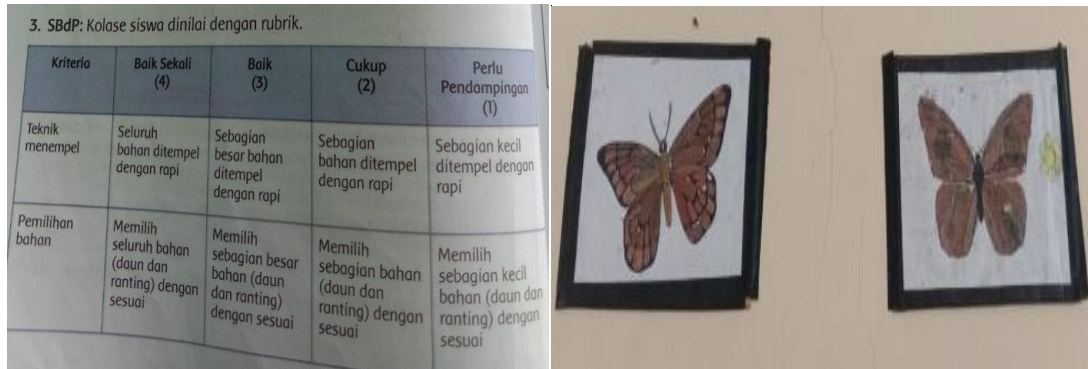 3. SBdP: Kolase siswa dinilai dengan rubrik.
Kriteria
Baik Sekali
(4)
Baik
(3)
Cukup
(2)
Perlu
Pendampingan
(1)
Teknik
menempel
Seluruh
bahan ditempel
dengan rapi
Sebagian
besar bahan
ditempel
dengan rapi
Sebagian
bahan ditempel
dengan rapi
Sebagian kecil
ditempel dengan
rapi
Pemilihan
bahan
Memilih
seluruh bahan
(daun dan
ranting) dengan
sesuai
Memilih
sebagian besar
bahan (daun
dan ranting)
dengan sesuai
Memilih
sebagian bahan
(daun dan
ranting) dengan
sesuai
Memilih
sebagian kecil
bahan (daun dan
ranting) dengan
sesuai